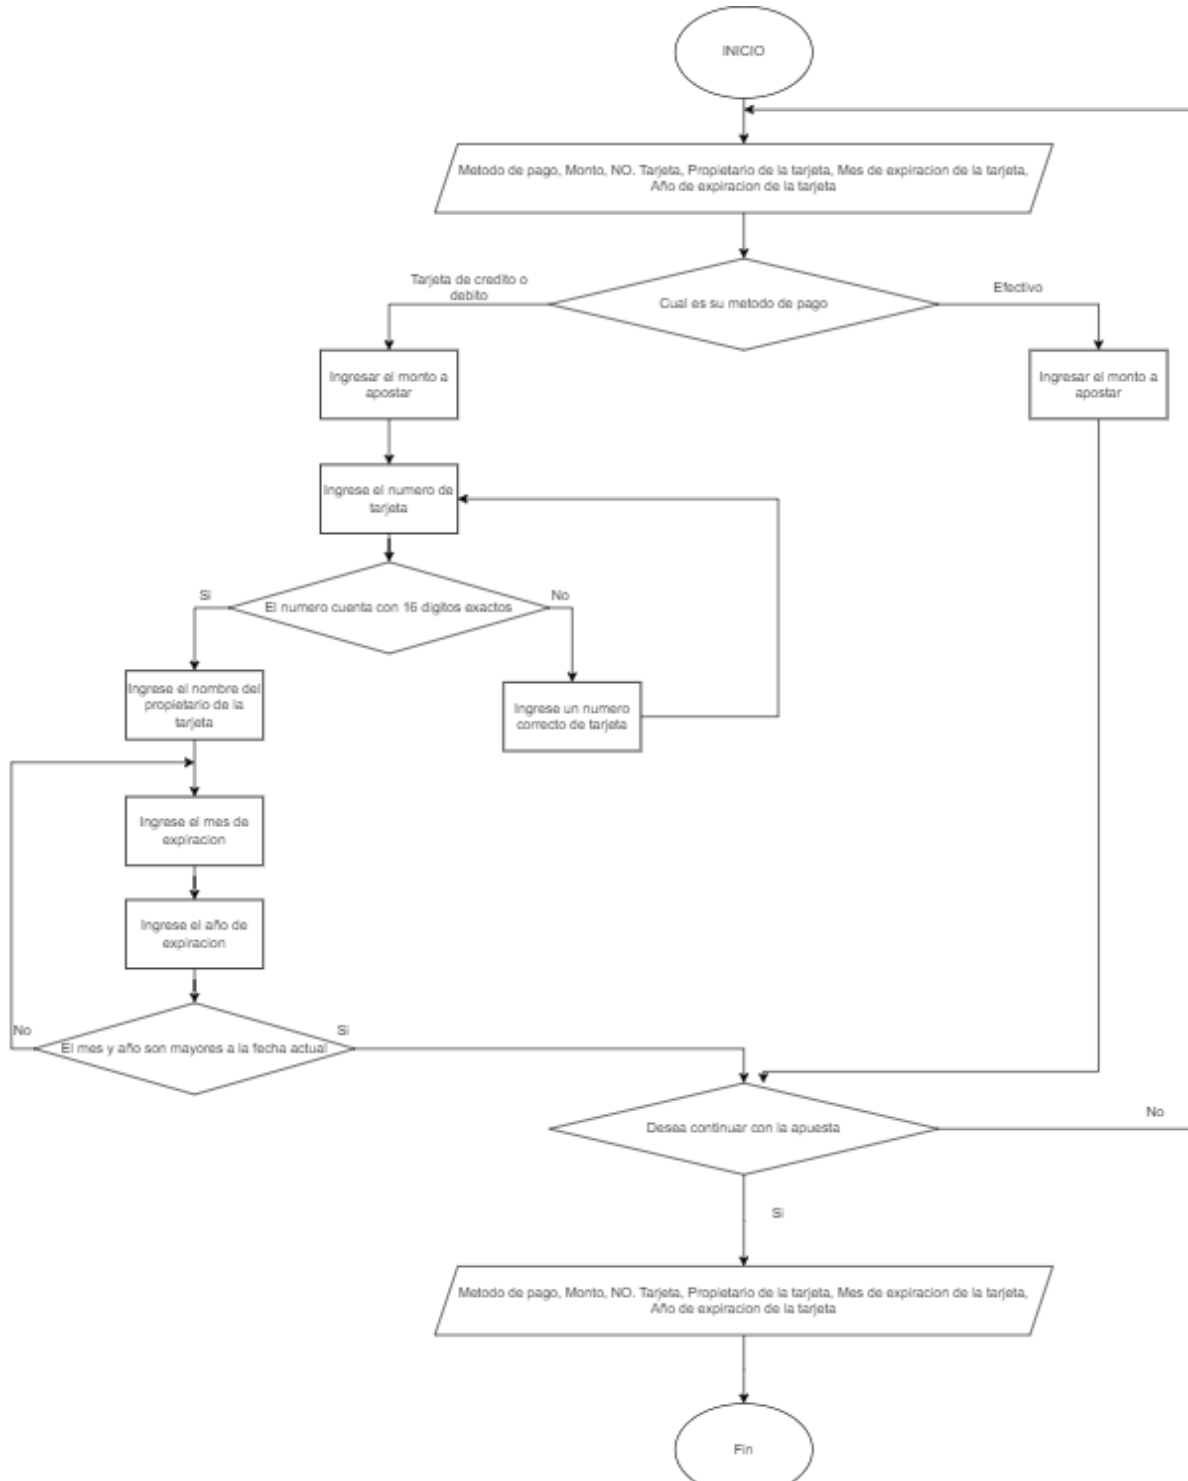 INICIO
Metodo de pago, Monto, NO. Tarjeta, Propietario de la tarjeta, Mes de expiracion de la tarjeta,
Año de expiracion de la tarjeta
Tarjeta de credito o
debito
Cual es su metodo de pago
Efectivo
Ingresar el monto a
apostar
Ingresar el monto a
apostar
Ingrese el numero de
tarjeta
Si
El numero cuenta con 16 digitos exactos
No
Ingrese el nombre del
propietario de la
tarjeta
Ingrese un numero
correcto de tarjeta
Ingrese el mes de
expiracion
Ingrese el año de
expiracion
No
El mes y año son mayores a la fecha actual
Si
Desea continuar con la apuesta
No
Si
Metodo de pago, Monto, NO. Tarjeta, Propietario de la tarjeta, Mes de expiracion de la tarjeta,
Año de expiracion de la tarjeta
Fin